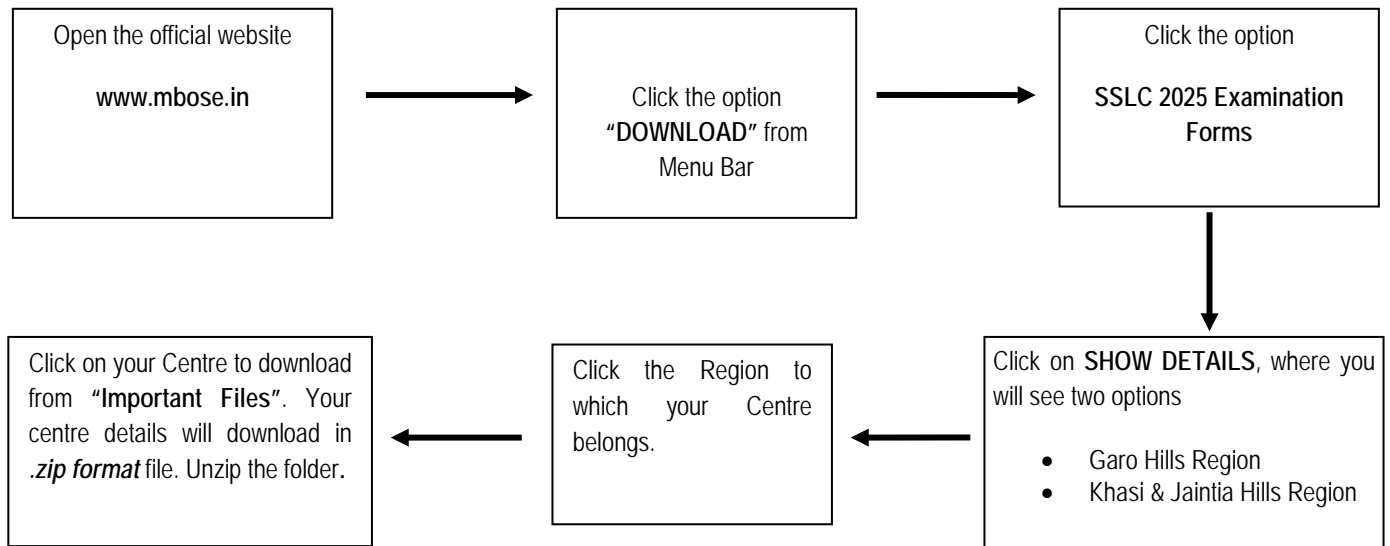 Open the official website
www.mbose.in
Click the option
“DOWNLOAD” from
Menu Bar
Click the option
SSLC 2025 Examination
Forms
Click on SHOW DETAILS, where you
will see two options
• Garo Hills Region
• Khasi & Jaintia Hills Region
Click the Region to
which your Centre
belongs.
Click on your Centre to download
from “Important Files”. Your
centre details will download in
.zip format file. Unzip the folder.